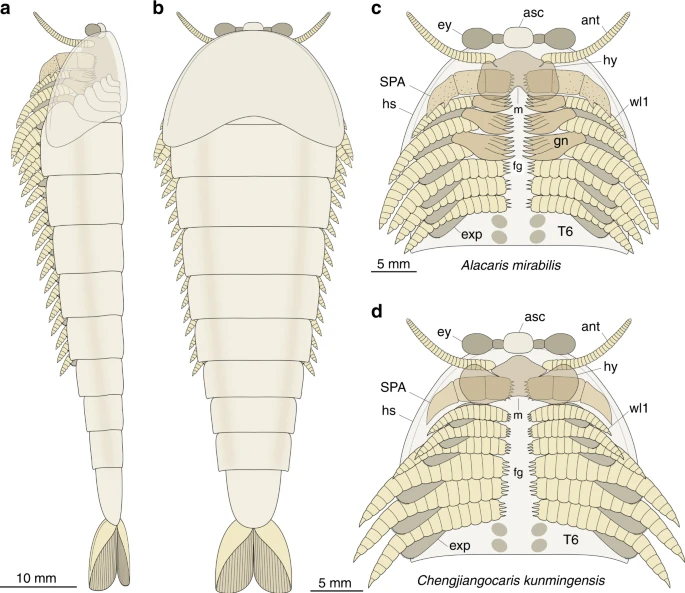 a
b
c
asc
ey
ant
hy
SPA
hs
m
wl1
gn
fg
exp
T6
5 mm
Alacaris mirabilis
d
asc
ey
ant
hy
SPA
hs
m
wl1
fg
exp
T6
10 mm
5 mm
Chengjiangocaris kunmingensis